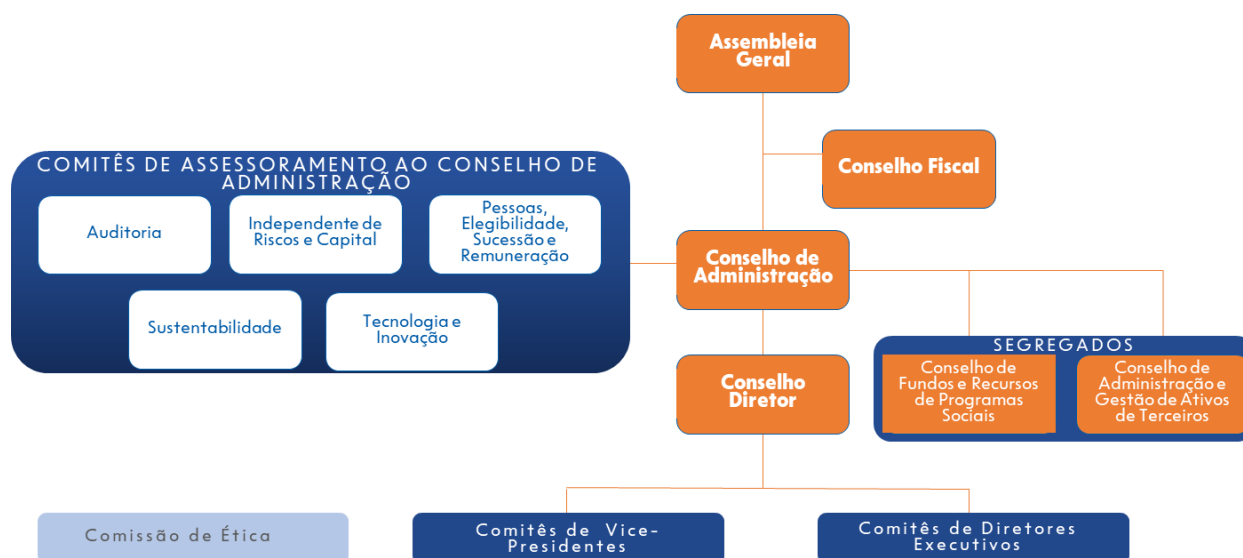 Assembleia
Geral
Conselho Fiscal
COMITÊS DE ASSESSORAMENTO AO CONSELHO DE
ADMINISTRAÇÃO
Auditoria
Independente de
Riscos e Capital
Pessoas,
Elegibilidade,
Sucessão e
Remuneração
Sustentabilidade
Tecnologia e
Inovação
Conselho de
Administração
Conselho
Diretor
SEGREGADOS
Conselho de
Fundos e Recursos
de Programas
Sociais
Conselho de
Administração e
Gestão de Ativos
de Terceiros
Comissão de Ética
Comitês de Vice-
Presidentes
Comitês de Diretores
Executivos